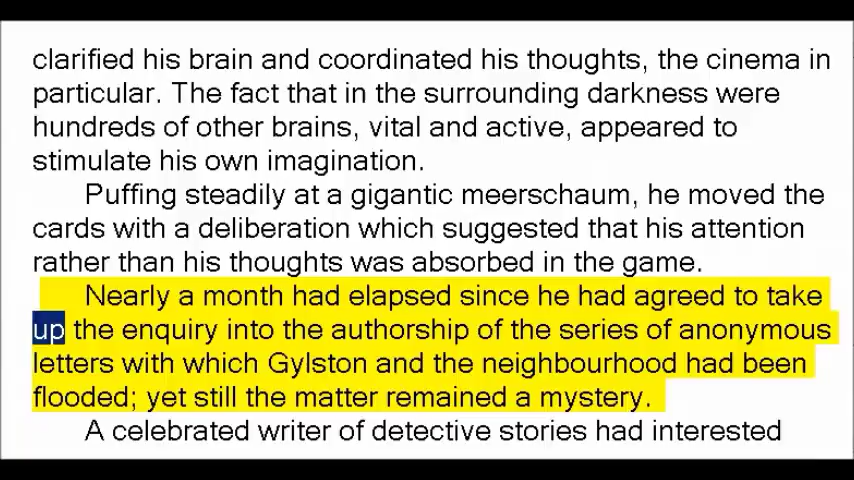 clarified his brain and coordinated his thoughts, the cinema in
particular. The fact that in the surrounding darkness were
hundreds of other brains, vital and active, appeared to
stimulate his own imagination.
Puffing steadily at a gigantic meerschaum, he moved the
cards with a deliberation which suggested that his attention
rather than his thoughts was absorbed in the game.
Nearly a month had elapsed since he had agreed to take
up the enquiry into the authorship of the series of anonymous
letters with which Gylston and the neighbourhood had been
flooded; yet still the matter remained a mystery.
A celebrated writer of detective stories had interested